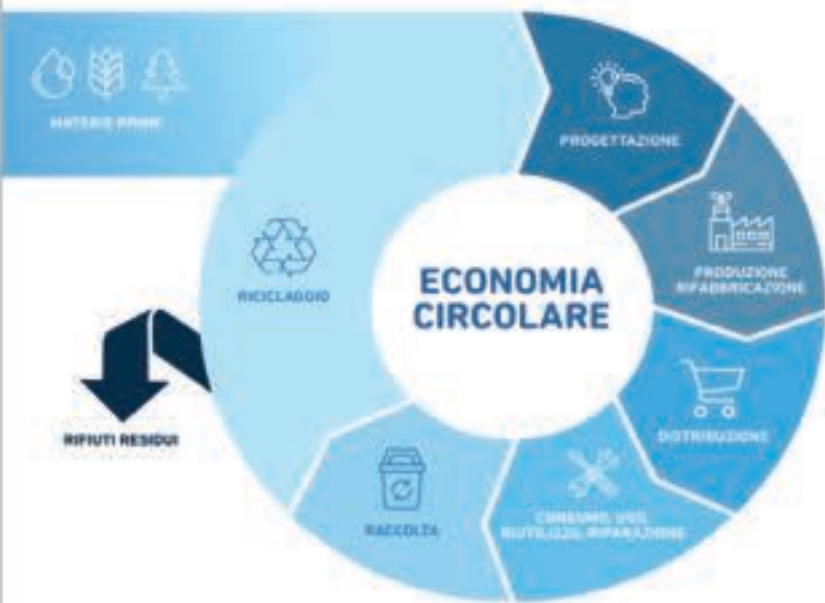 MATERIE PRIME
PROGETTAZIONE
PRODUZIONE
RIFABBRICAZIONE
DISTRIBUZIONE
CONSUMO, USO,
RIUTILIZZO, RIPARAZIONE
RACCOLTA
RICICLAGGIO
RIFIUTI RESIDUI
ECONOMIA
CIRCOLARE